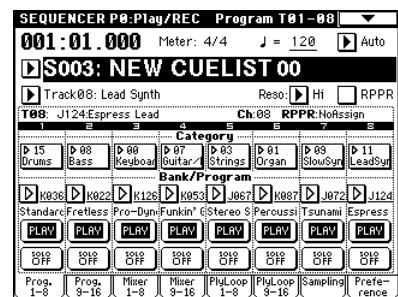 SEQUENCER P0:Play/REC Program T01-08
001:01.000 Meter: 4/4 ♩ = 120 Auto
S003: NEW CUELIST 00
Track08: Lead Synth Reso: Hi RPPR
T08: J124:Espress Lead Ch:08 RPPR:NoAssign
1 2 3 4 5 6 7 8
Category
15 08 00 07 03 01 09 11
Drums Bass Keyboar Guitar/ Strings Organ SlowSyn LeadSyn
Bank/Program
K036 K022 K126 K053 J067 K087 J072 J124
Standarc Fretless Pro-Dyn Funkin' Stereo S Percussi Tsunami Espress
PLAY PLAY PLAY PLAY PLAY PLAY PLAY PLAY
SOLO OFF SOLO OFF SOLO OFF SOLO OFF SOLO OFF SOLO OFF SOLO OFF SOLO OFF
Prog. 1-8 Prog. 9-16 Mixer 1-8 Mixer 9-16 PlyLoop 1-8 PlyLoop 9-16 Sampling Prefe-rence